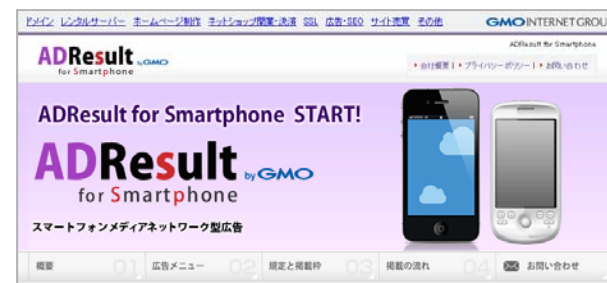 ドメイン レンタルサーバー ホームページ制作 ネットショップ開業・決済 SSL 広告・SEO サイト売買 その他 GMO INTERNET GROU
ADResult for Smartphone
ADResult by GMO
for Smartphone
会社概要 | プライバシーポリシー | お問い合わせ
ADResult for Smartphone START!
ADResult by GMO
for Smartphone
スマートフォンメディアネットワーク型広告
概要 01 広告メニュー 02 規定と掲載枠 03 掲載の流れ 04 お問い合わせ